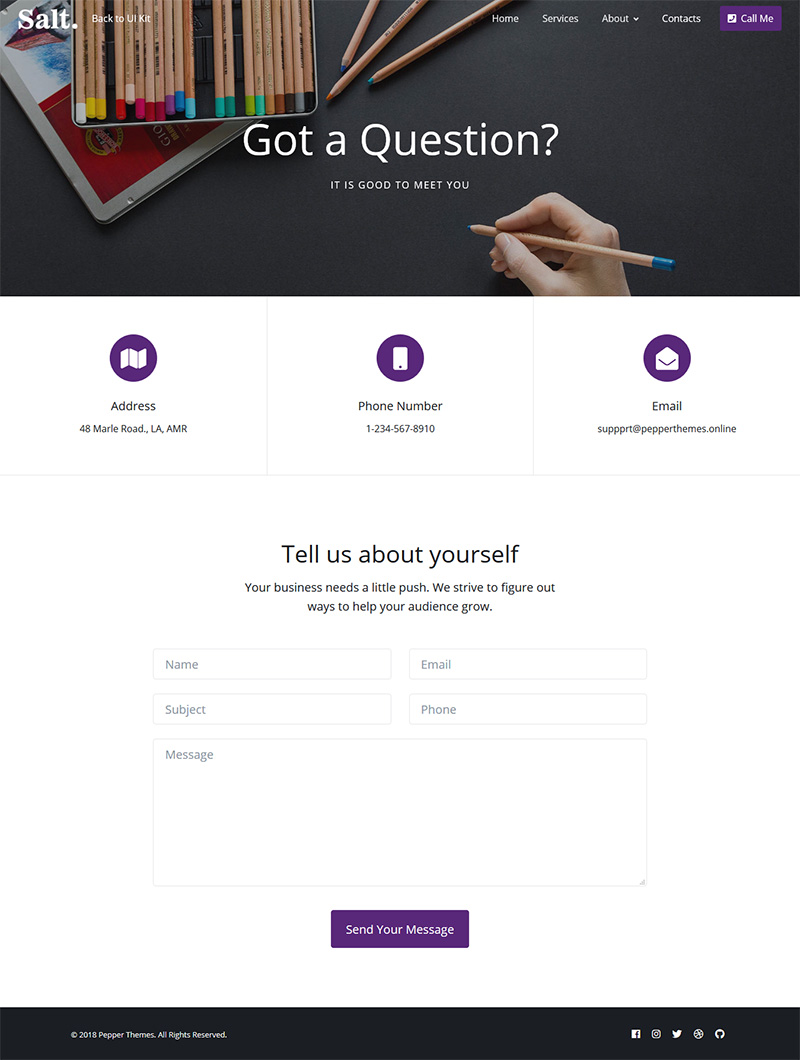 Salt.
Back to UI Kit
Home
Services
About
Contacts
Call Me
GIO
Got a Question?
IT IS GOOD TO MEET YOU
Address
48 Marle Road., LA, AMR
Phone Number
1-234-567-8910
Email
suppprt@pepperthemes.online
Tell us about yourself
Your business needs a little push. We strive to figure out
ways to help your audience grow.
Name
Email
Subject
Phone
Message
Send Your Message
© 2018 Pepper Themes. All Rights Reserved.